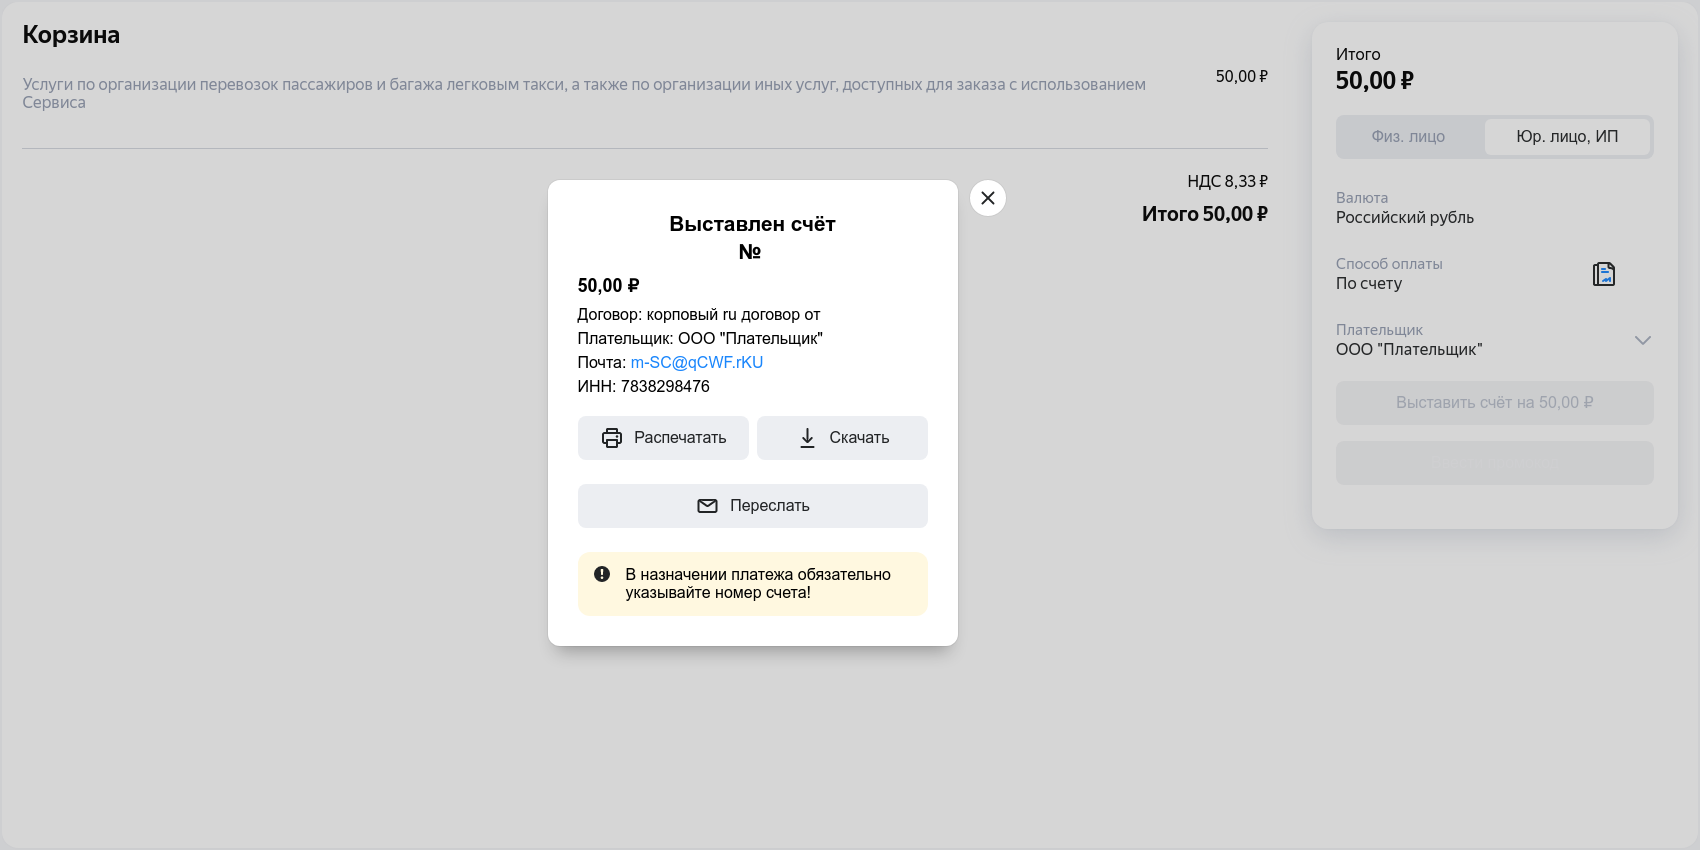 Корзина
Услуги по организации перевозок пассажиров и багажа легковым такси, а также по организации иных услуг, доступных для заказа с использованием
Сервиса
50,00 ₽
НДС 8,33 ₽
Итого 50,00 ₽
Выставлен счёт
№
50,00 ₽
Договор: корповый ru договор от
Плательщик: ООО "Плательщик"
Почта: m-SC@qCWF.rKU
ИНН: 7838298476
Распечатать
Скачать
Переслать
В назначении платежа обязательно
указывайте номер счета!
Итого
50,00 ₽
Физ. лицо
Юр. лицо, ИП
Валюта
Российский рубль
Способ оплаты
По счету
Плательщик
ООО "Плательщик"
Выставить счёт на 50,00 ₽